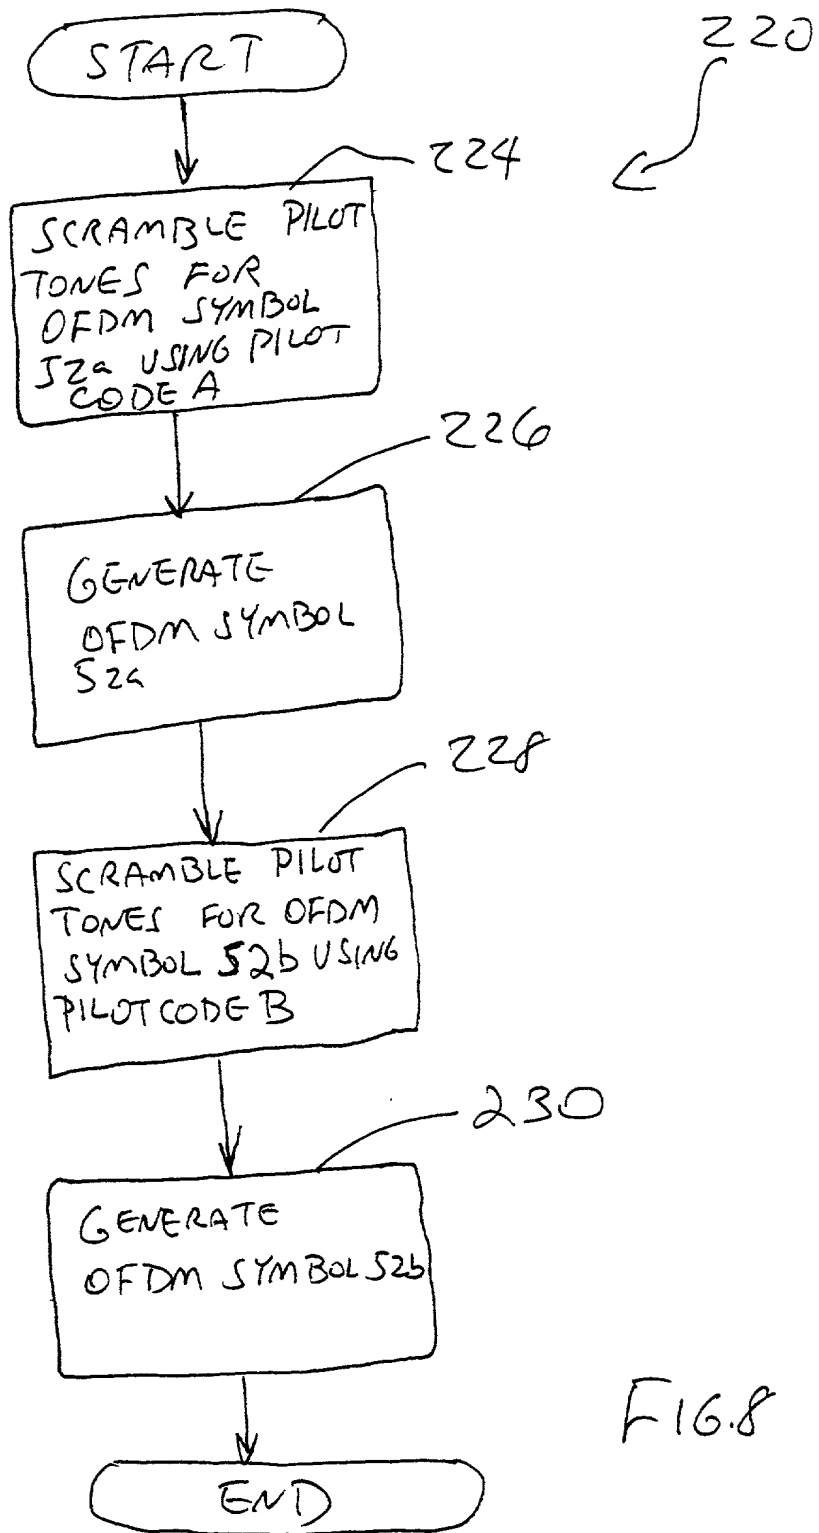 START
220
224
SCRAMBLE PILOT
TONES FOR
OFDM SYMBOL
52a USING PILOT
CODE A
226
GENERATE
OFDM SYMBOL
52a
228
SCRAMBLE PILOT
TONES FOR OFDM
SYMBOL 52b USING
PILOT CODE B
230
GENERATE
OFDM SYMBOL 52b
END
FIG.8